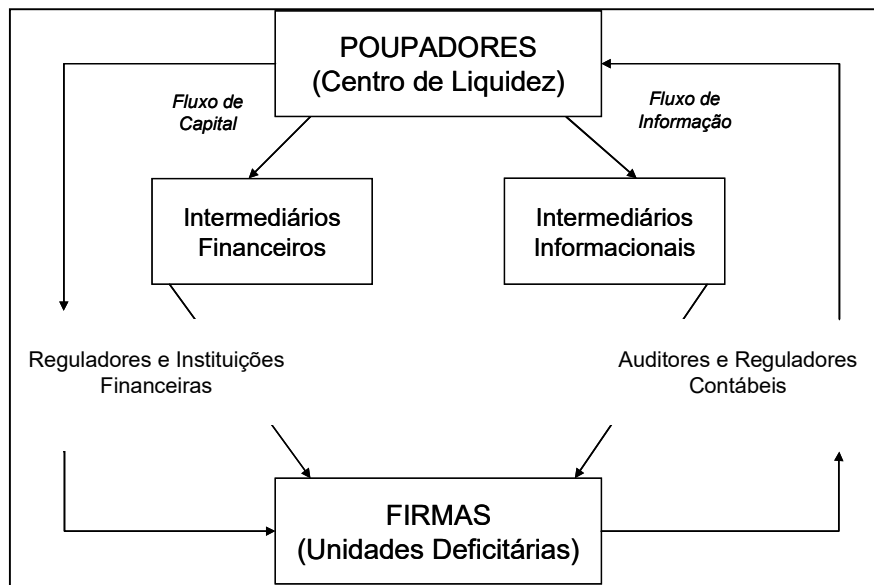 POUPADORES
(Centro de Liquidez)
Fluxo de
Capital
Fluxo de
Informação
Intermediários
Financeiros
Intermediários
Informacionais
Reguladores e Instituições
Financeiras
Auditores e Reguladores
Contábeis
FIRMAS
(Unidades Deficitárias)